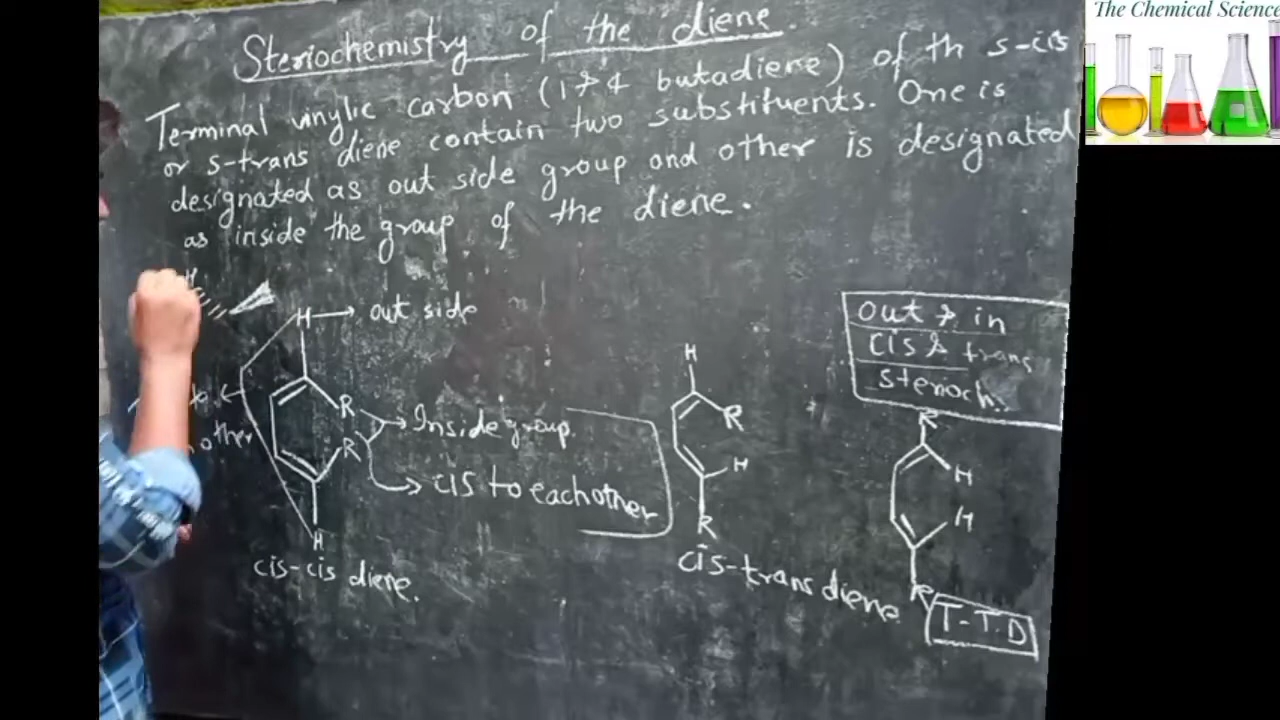 The Chemical Science
Steriochemistry of the diene.
Terminal vinylic carbon (1 & 4 butadiene) of th s-cis
or s-trans diene contain two substituents. One is
designated as out side group and other is designated
as inside the group of the diene.
H
H → out side
R
R
Inside group.
cis to each other
other
H
cis-cis diene.
H
R
H
R
cis-trans diene
out & in
cis & trans
Sterioch.
R
H
H
R
T-T.D